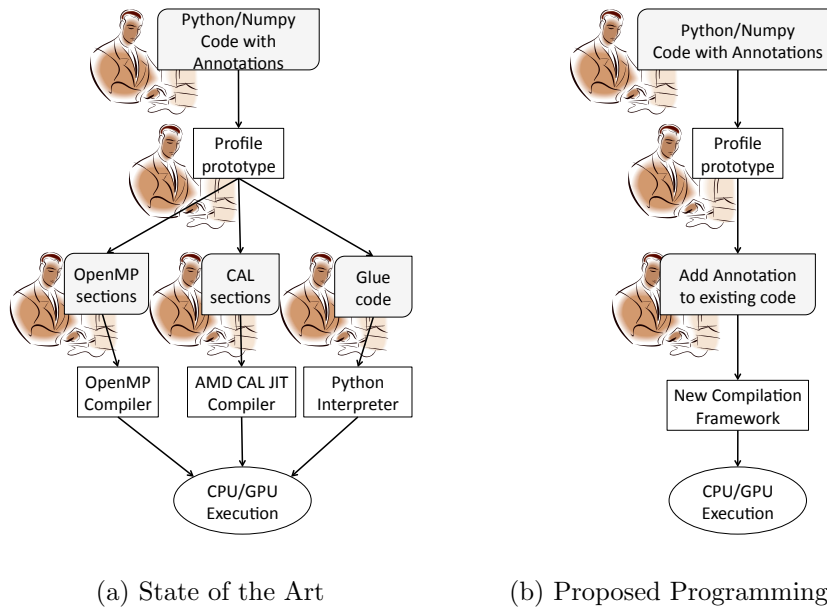 Python/Numpy
Code with
Annotations
Profile
prototype
OpenMP
sections
CAL
sections
Glue
code
OpenMP
Compiler
AMD CAL JIT
Compiler
Python
Interpreter
CPU/GPU
Execution
(a) State of the Art
Python/Numpy
Code with Annotations
Profile
prototype
Add Annotation
to existing code
New Compilation
Framework
CPU/GPU
Execution
(b) Proposed Programming